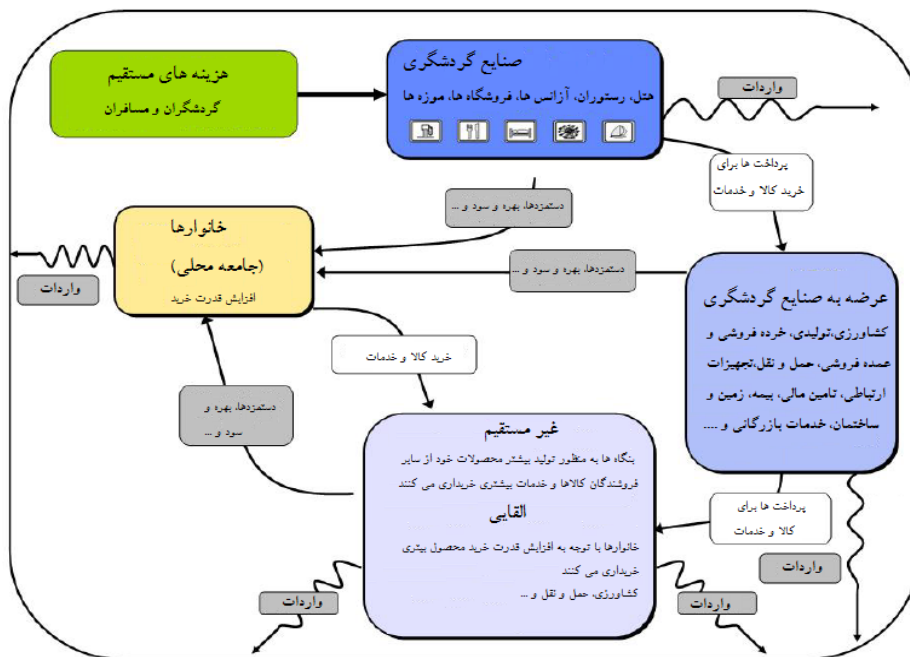 هزینه های مستقیم
گردشگران و مسافران
صنایع گردشگری
هتل، رستوران، آژانس ها، فروشگاه ها، موزه ها
واردات
پرداخت ها برای
خرید کالا و خدمات
دستمزدها، بهره و سود و ...
خانوارها
(جامعه محلی)
افزایش قدرت خرید
واردات
دستمزدها، بهره و سود و ...
عرضه به صنایع گردشگری
کشاورزی،تولیدی، خرده فروشی و
عمده فروشی، حمل و نقل،تجهیزات
ارتباطی، تامین مالی، بیمه، زمین و
ساختمان، خدمات بازرگانی و ....
خرید کالا و خدمات
دستمزدها، بهره و
سود و ...
غیر مستقیم
بنگاه ها به منظور تولید بیشتر محصولات خود از سایر
فروشندگان کالاها و خدمات بیشتری خریداری می کنند
القایی
خانوارها با توجه به افزایش قدرت خرید محصول بیتری
خریداری می کنند
کشاورزی، حمل و نقل و ...
پرداخت ها برای
کالا و خدمات
واردات
واردات
واردات